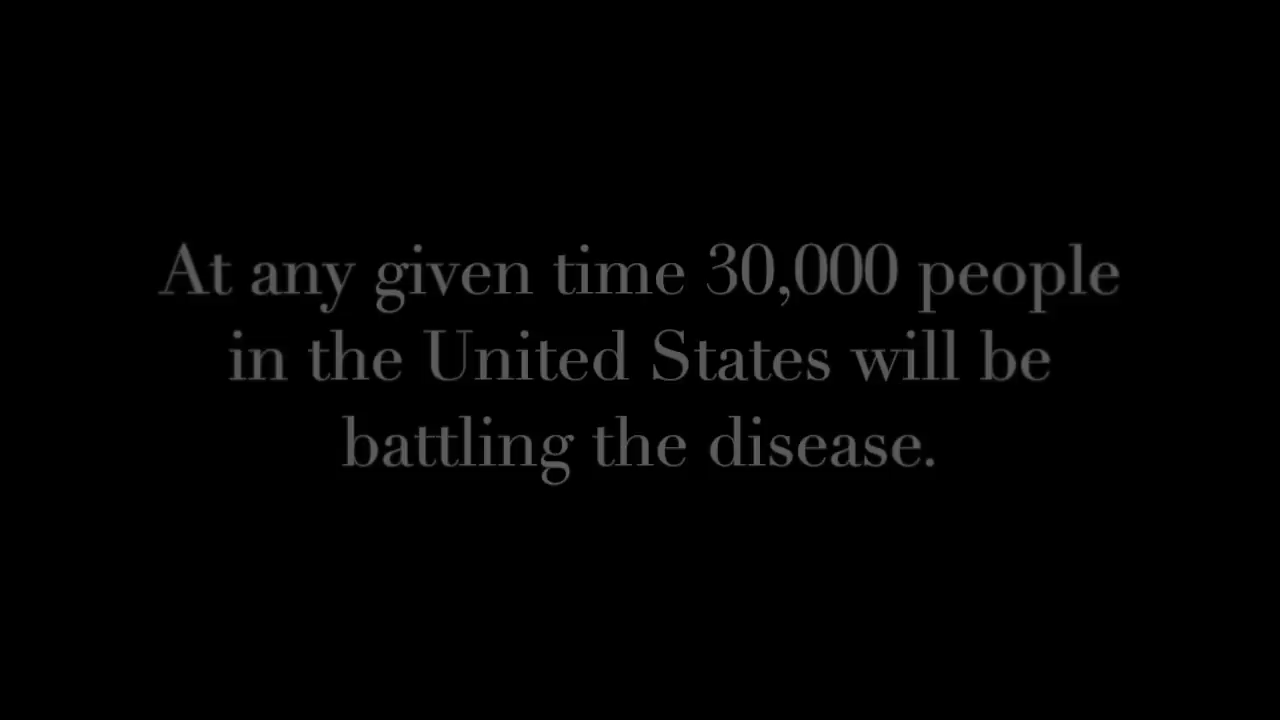 At any given time 30,000 people
in the United States will be
battling the disease.